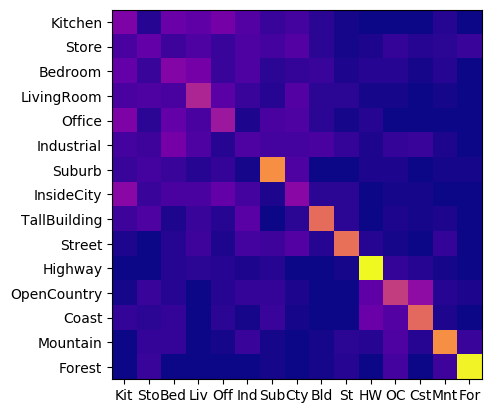 Kitchen
Store
Bedroom
LivingRoom
Office
Industrial
Suburb
InsideCity
TallBuilding
Street
Highway
OpenCountry
Coast
Mountain
Forest
Kit Sto Bed Liv Off Ind Sub Cty Bld St HW OC Cst Mnt For